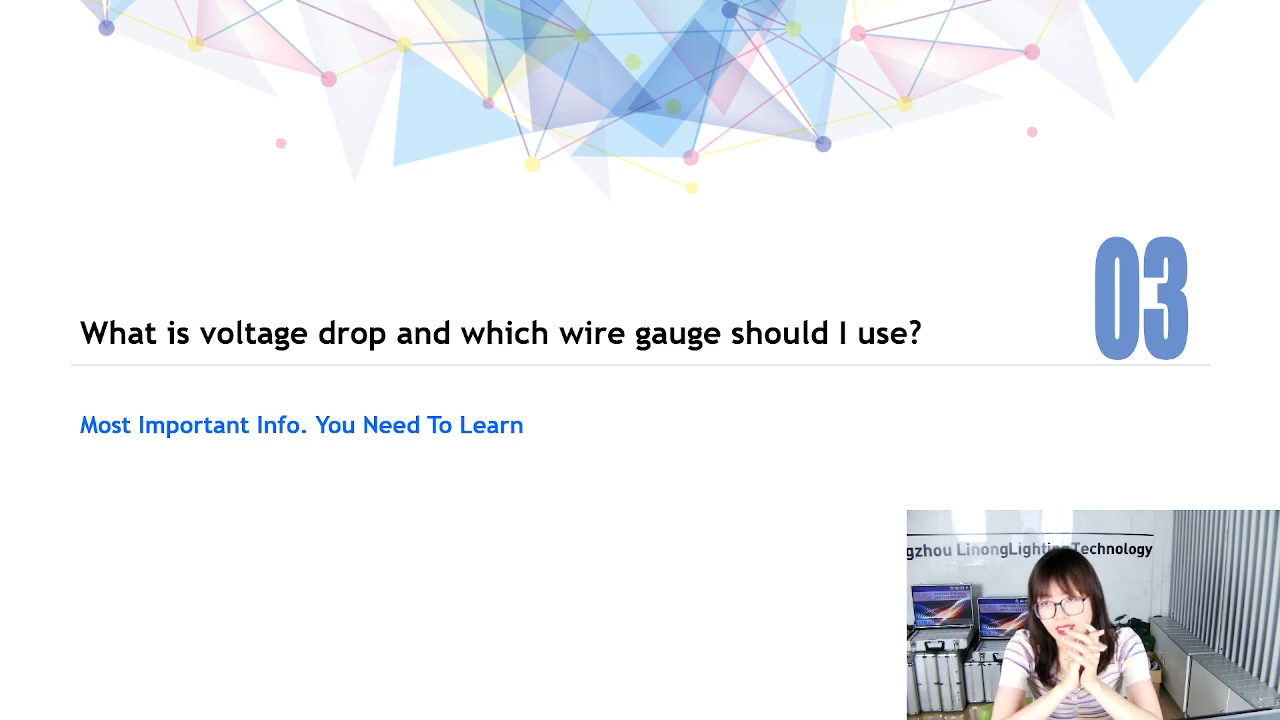 03
What is voltage drop and which wire gauge should I use?
Most Important Info. You Need To Learn
gzhou LinongLighting Technology